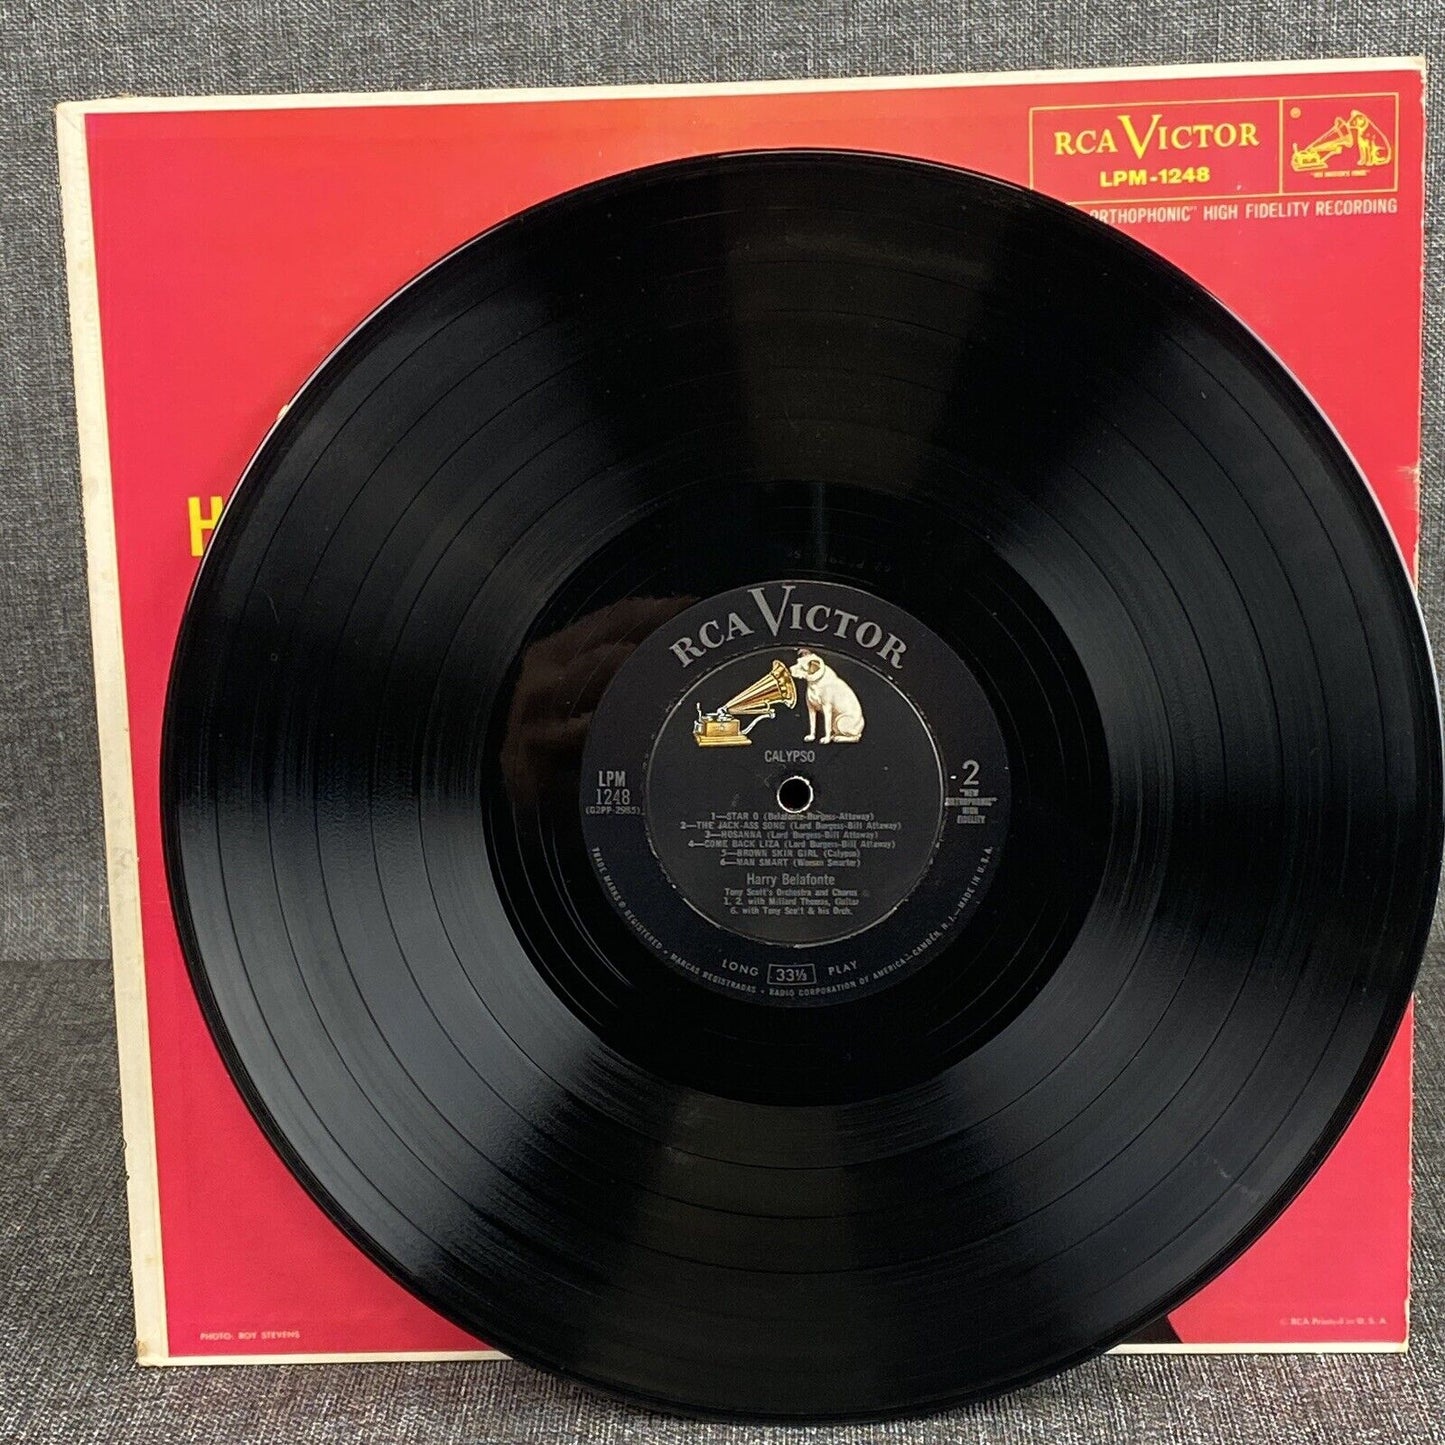 RCA VICTOR
LPM-1248
"HIS MASTER'S VOICE"
ORTHOPHONIC" HIGH FIDELITY RECORDING
H
RCA VICTOR
CALYPSO
LPM
1248
(G2PP-2985)
2
"NEW
ORTHOPHONIC"
HIGH
FIDELITY
1—STAR O (Belafonte-Burgess-Attaway)
2—THE JACK-ASS SONG (Lord Burgess-Bill Attaway)
3—HOSANNA (Lord Burgess-Bill Attaway)
4—COME BACK LIZA (Lord Burgess-Bill Attaway)
5—BROWN SKIN GIRL (Calypso)
6—MAN SMART (Woman Smarter)
Harry Belafonte
Tony Scott's Orchestra and Chorus
1. 2. with Millard Thomas, Guitar
6. with Tony Scott & his Orch.
LONG 33⅓ PLAY
TRADE MARKS ® REGISTERED • MARCAS REGISTRADAS • RADIO CORPORATION OF AMERICA—CAMDEN, N.J.—MADE IN U.S.A.
PHOTO: ROY STEVENS
© RCA Printed in U. S. A